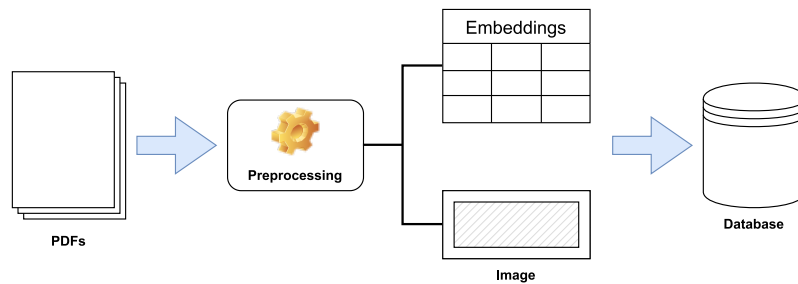 PDFs
Preprocessing
Embeddings
Image
Database